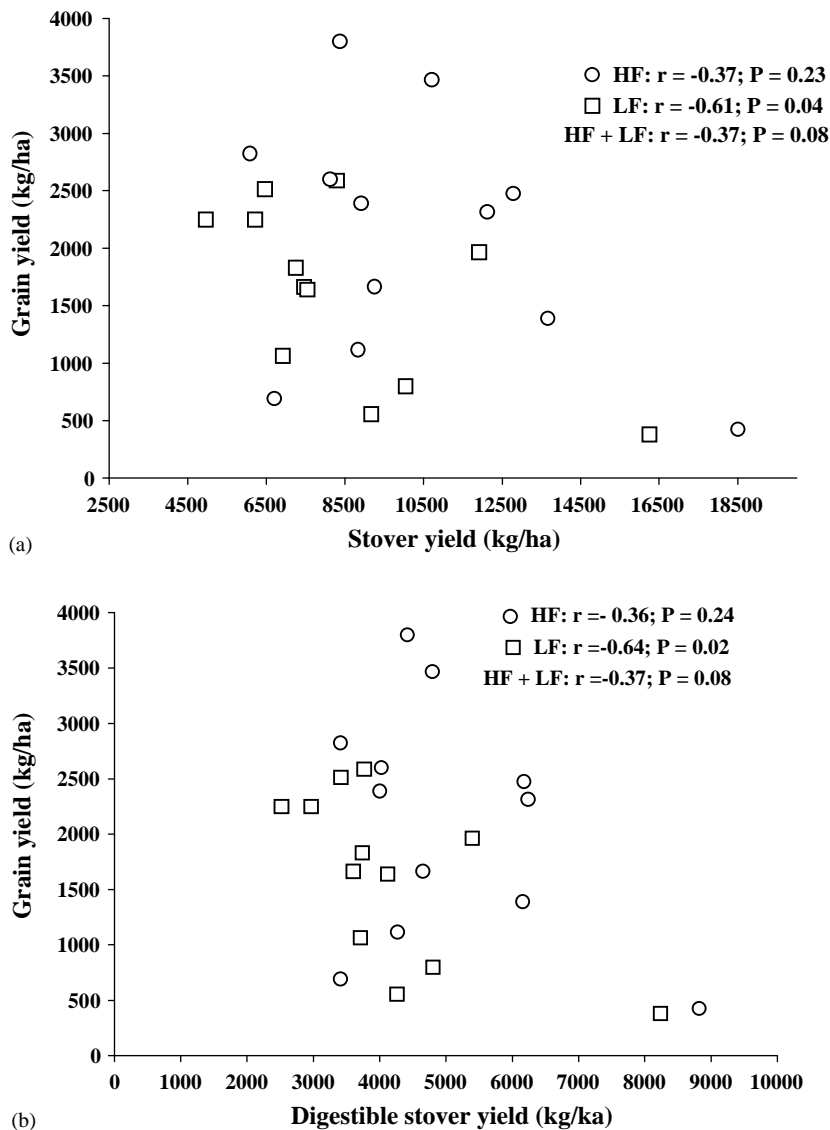 4000
HF: r = -0.37; P = 0.23
3500
LF: r = -0.61; P = 0.04
HF + LF: r = -0.37; P = 0.08
3000
2500
2000
1500
1000
500
0
Grain yield (kg/ha)
2500 4500 6500 8500 10500 12500 14500 16500 18500
(a) Stover yield (kg/ha)
4000
HF: r =- 0.36; P = 0.24
LF: r =-0.64; P = 0.02
3500
HF + LF: r =-0.37; P = 0.08
3000
2500
2000
1500
1000
500
0
Grain yield (kg/ha)
0 1000 2000 3000 4000 5000 6000 7000 8000 9000 10000
(b) Digestible stover yield (kg/ka)